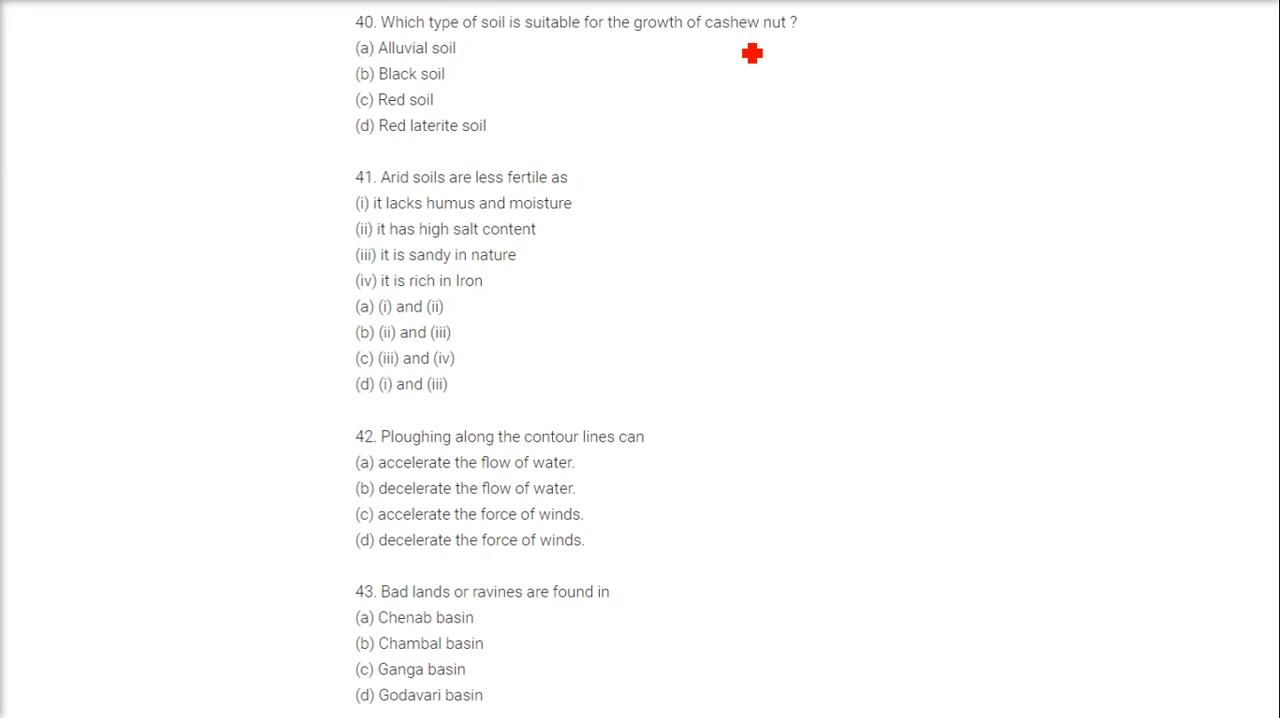 40. Which type of soil is suitable for the growth of cashew nut ?
(a) Alluvial soil
(b) Black soil
(c) Red soil
(d) Red laterite soil
41. Arid soils are less fertile as
(i) it lacks humus and moisture
(ii) it has high salt content
(iii) it is sandy in nature
(iv) it is rich in Iron
(a) (i) and (ii)
(b) (ii) and (iii)
(c) (iii) and (iv)
(d) (i) and (iii)
42. Ploughing along the contour lines can
(a) accelerate the flow of water.
(b) decelerate the flow of water.
(c) accelerate the force of winds.
(d) decelerate the force of winds.
43. Bad lands or ravines are found in
(a) Chenab basin
(b) Chambal basin
(c) Ganga basin
(d) Godavari basin